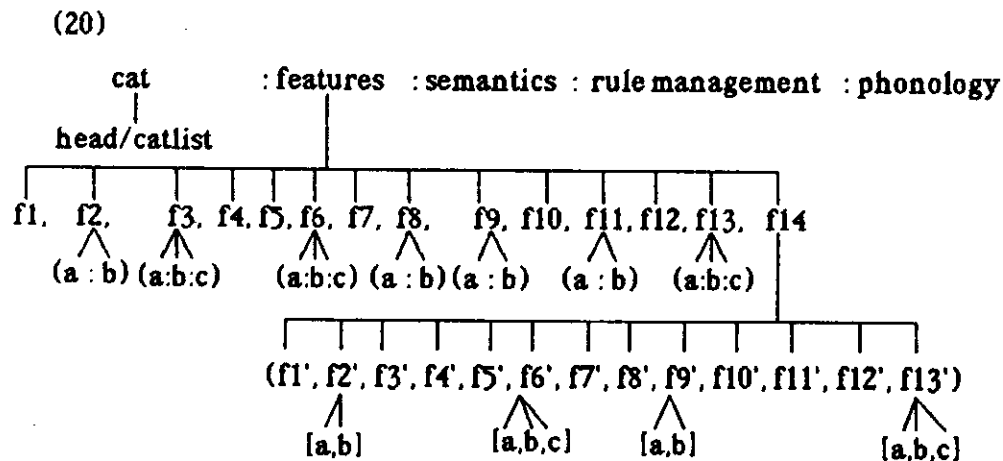 (20)
cat : features : semantics : rule management : phonology
head/catlist
f1, f2, f3, f4, f5, f6, f7, f8, f9, f10, f11, f12, f13, f14
(a : b) (a:b:c) (a:b:c) (a : b) (a : b) (a : b) (a:b:c)
(f1', f2', f3', f4', f5', f6', f7', f8', f9', f10', f11', f12', f13')
[a,b] [a,b,c] [a,b] [a,b,c]